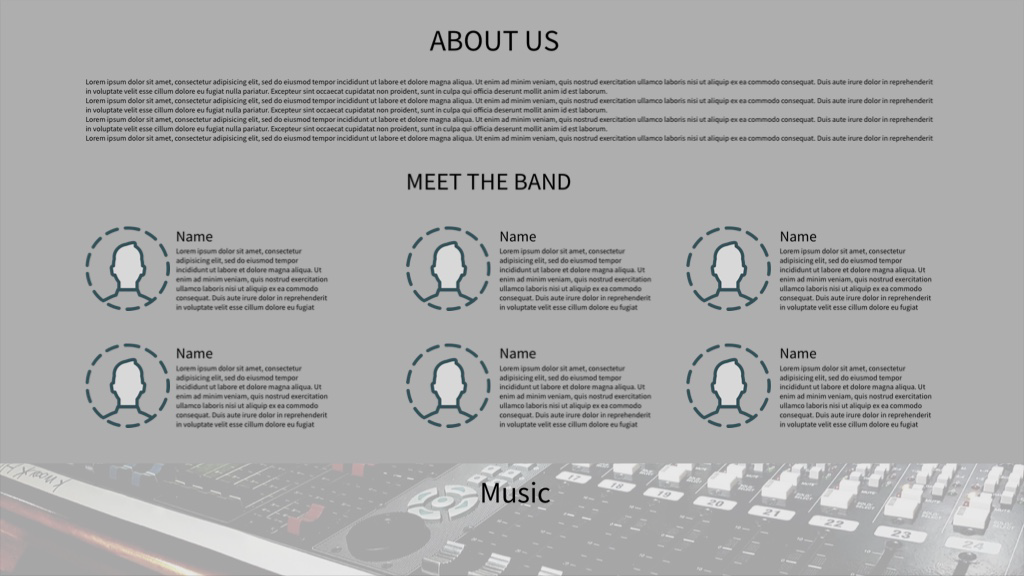 ABOUT US
Lorem ipsum dolor sit amet, consectetur adipisicing elit, sed do eiusmod tempor incididunt ut labore et dolore magna aliqua. Ut enim ad minim veniam, quis nostrud exercitation ullamco laboris nisi ut aliquip ex ea commodo consequat. Duis aute irure dolor in reprehenderit
in voluptate velit esse cillum dolore eu fugiat nulla pariatur. Excepteur sint occaecat cupidatat non proident, sunt in culpa qui officia deserunt mollit anim id est laborum.
Lorem ipsum dolor sit amet, consectetur adipisicing elit, sed do eiusmod tempor incididunt ut labore et dolore magna aliqua. Ut enim ad minim veniam, quis nostrud exercitation ullamco laboris nisi ut aliquip ex ea commodo consequat. Duis aute irure dolor in reprehenderit
in voluptate velit esse cillum dolore eu fugiat nulla pariatur. Excepteur sint occaecat cupidatat non proident, sunt in culpa qui officia deserunt mollit anim id est laborum.
Lorem ipsum dolor sit amet, consectetur adipisicing elit, sed do eiusmod tempor incididunt ut labore et dolore magna aliqua. Ut enim ad minim veniam, quis nostrud exercitation ullamco laboris nisi ut aliquip ex ea commodo consequat. Duis aute irure dolor in reprehenderit
in voluptate velit esse cillum dolore eu fugiat nulla pariatur. Excepteur sint occaecat cupidatat non proident, sunt in culpa qui officia deserunt mollit anim id est laborum.
Lorem ipsum dolor sit amet, consectetur adipisicing elit, sed do eiusmod tempor incididunt ut labore et dolore magna aliqua. Ut enim ad minim veniam, quis nostrud exercitation ullamco laboris nisi ut aliquip ex ea commodo consequat. Duis aute irure dolor in reprehenderit
MEET THE BAND
Name
Lorem ipsum dolor sit amet, consectetur
adipisicing elit, sed do eiusmod tempor
incididunt ut labore et dolore magna aliqua. Ut
enim ad minim veniam, quis nostrud exercitation
ullamco laboris nisi ut aliquip ex ea commodo
consequat. Duis aute irure dolor in reprehenderit
in voluptate velit esse cillum dolore eu fugiat
Name
Lorem ipsum dolor sit amet, consectetur
adipisicing elit, sed do eiusmod tempor
incididunt ut labore et dolore magna aliqua. Ut
enim ad minim veniam, quis nostrud exercitation
ullamco laboris nisi ut aliquip ex ea commodo
consequat. Duis aute irure dolor in reprehenderit
in voluptate velit esse cillum dolore eu fugiat
Name
Lorem ipsum dolor sit amet, consectetur
adipisicing elit, sed do eiusmod tempor
incididunt ut labore et dolore magna aliqua. Ut
enim ad minim veniam, quis nostrud exercitation
ullamco laboris nisi ut aliquip ex ea commodo
consequat. Duis aute irure dolor in reprehenderit
in voluptate velit esse cillum dolore eu fugiat
Name
Lorem ipsum dolor sit amet, consectetur
adipisicing elit, sed do eiusmod tempor
incididunt ut labore et dolore magna aliqua. Ut
enim ad minim veniam, quis nostrud exercitation
ullamco laboris nisi ut aliquip ex ea commodo
consequat. Duis aute irure dolor in reprehenderit
in voluptate velit esse cillum dolore eu fugiat
Name
Lorem ipsum dolor sit amet, consectetur
adipisicing elit, sed do eiusmod tempor
incididunt ut labore et dolore magna aliqua. Ut
enim ad minim veniam, quis nostrud exercitation
ullamco laboris nisi ut aliquip ex ea commodo
consequat. Duis aute irure dolor in reprehenderit
in voluptate velit esse cillum dolore eu fugiat
Name
Lorem ipsum dolor sit amet, consectetur
adipisicing elit, sed do eiusmod tempor
incididunt ut labore et dolore magna aliqua. Ut
enim ad minim veniam, quis nostrud exercitation
ullamco laboris nisi ut aliquip ex ea commodo
consequat. Duis aute irure dolor in reprehenderit
in voluptate velit esse cillum dolore eu fugiat
Music
17
18
19
20
21
22
23